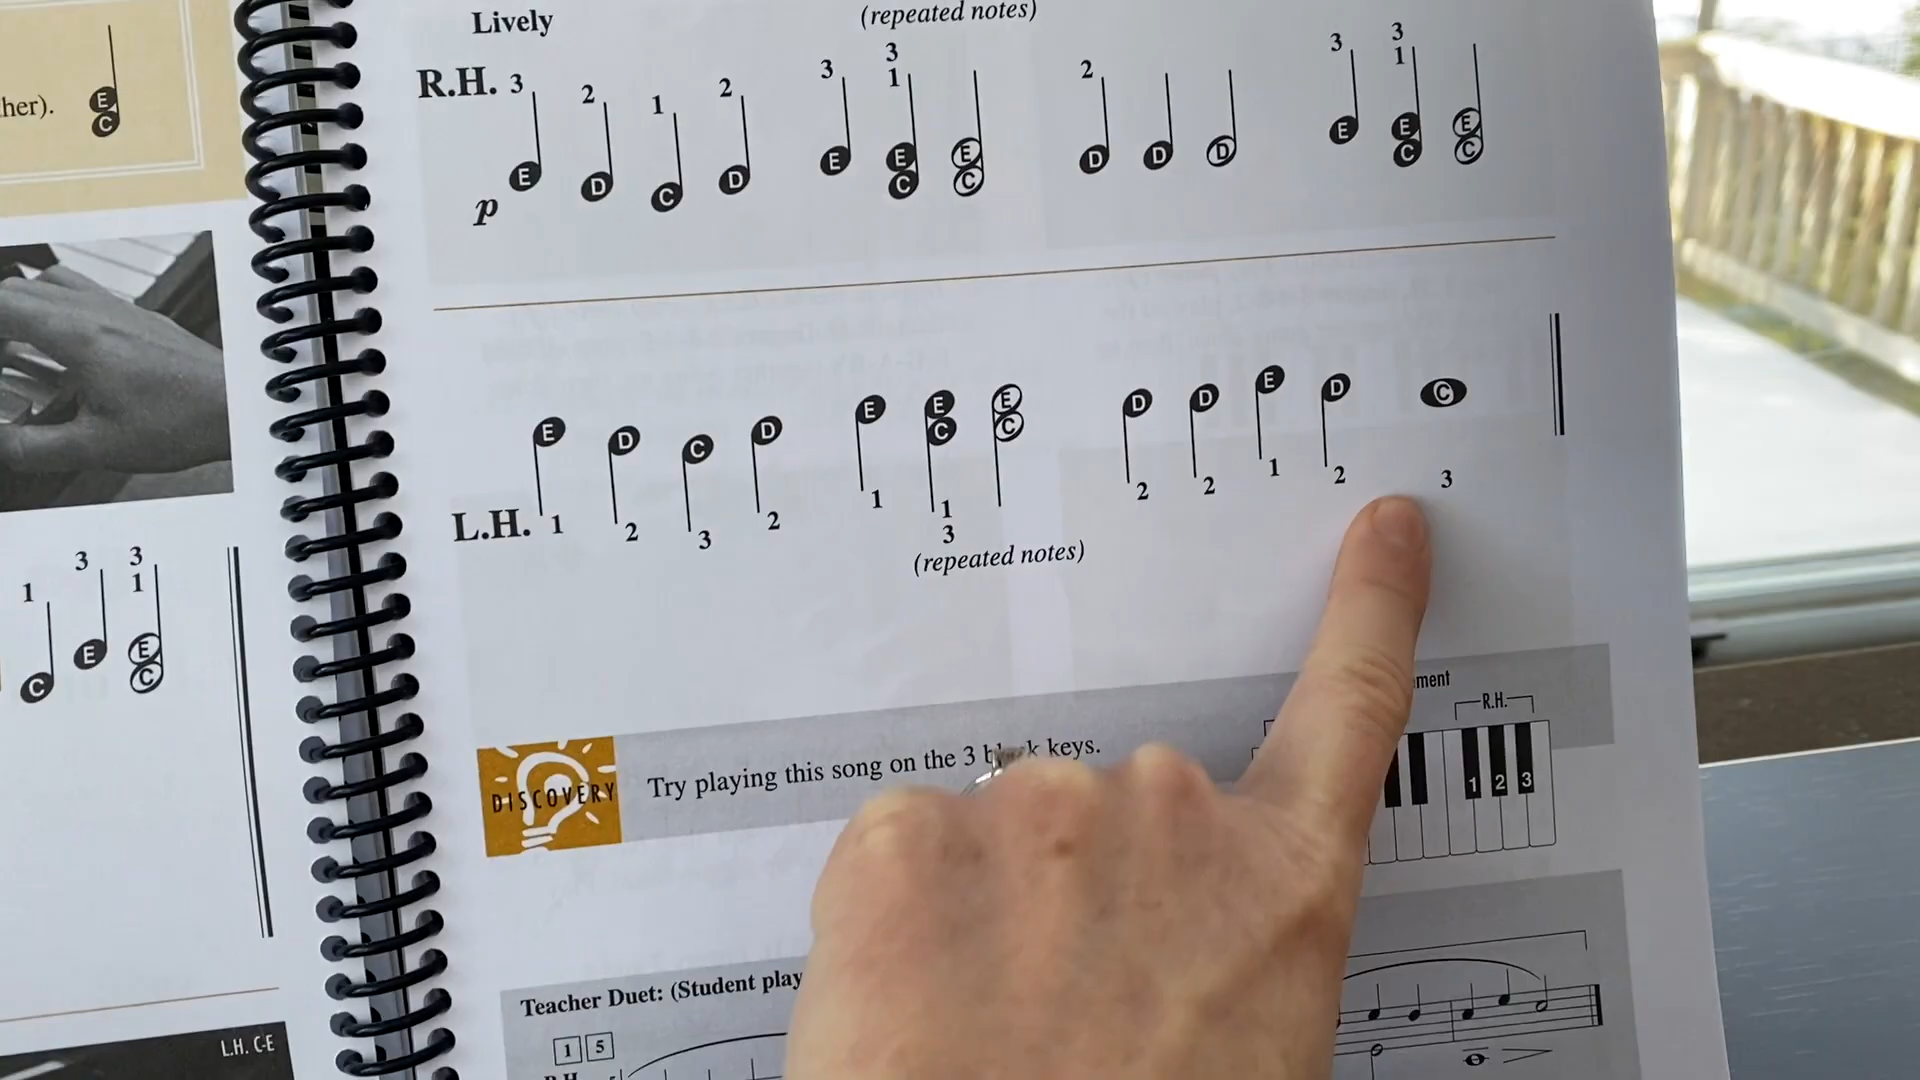 Lively
(repeated notes)
R.H. 3 2 1 2 3 3 1 2 3 3 1
E D C D E E C E C D D D E E C E C
p
her).
E
C
E D C D E E C E C D D E D C
L.H. 1 2 3 2 1 1 3 2 2 1 2 3
(repeated notes)
1 3 3 1
C E E C
DISCOVERY
Try playing this song on the 3 black keys.
ment
R.H.
1 2 3
Teacher Duet: (Student play
1 5
R.H.
L.H. C-E